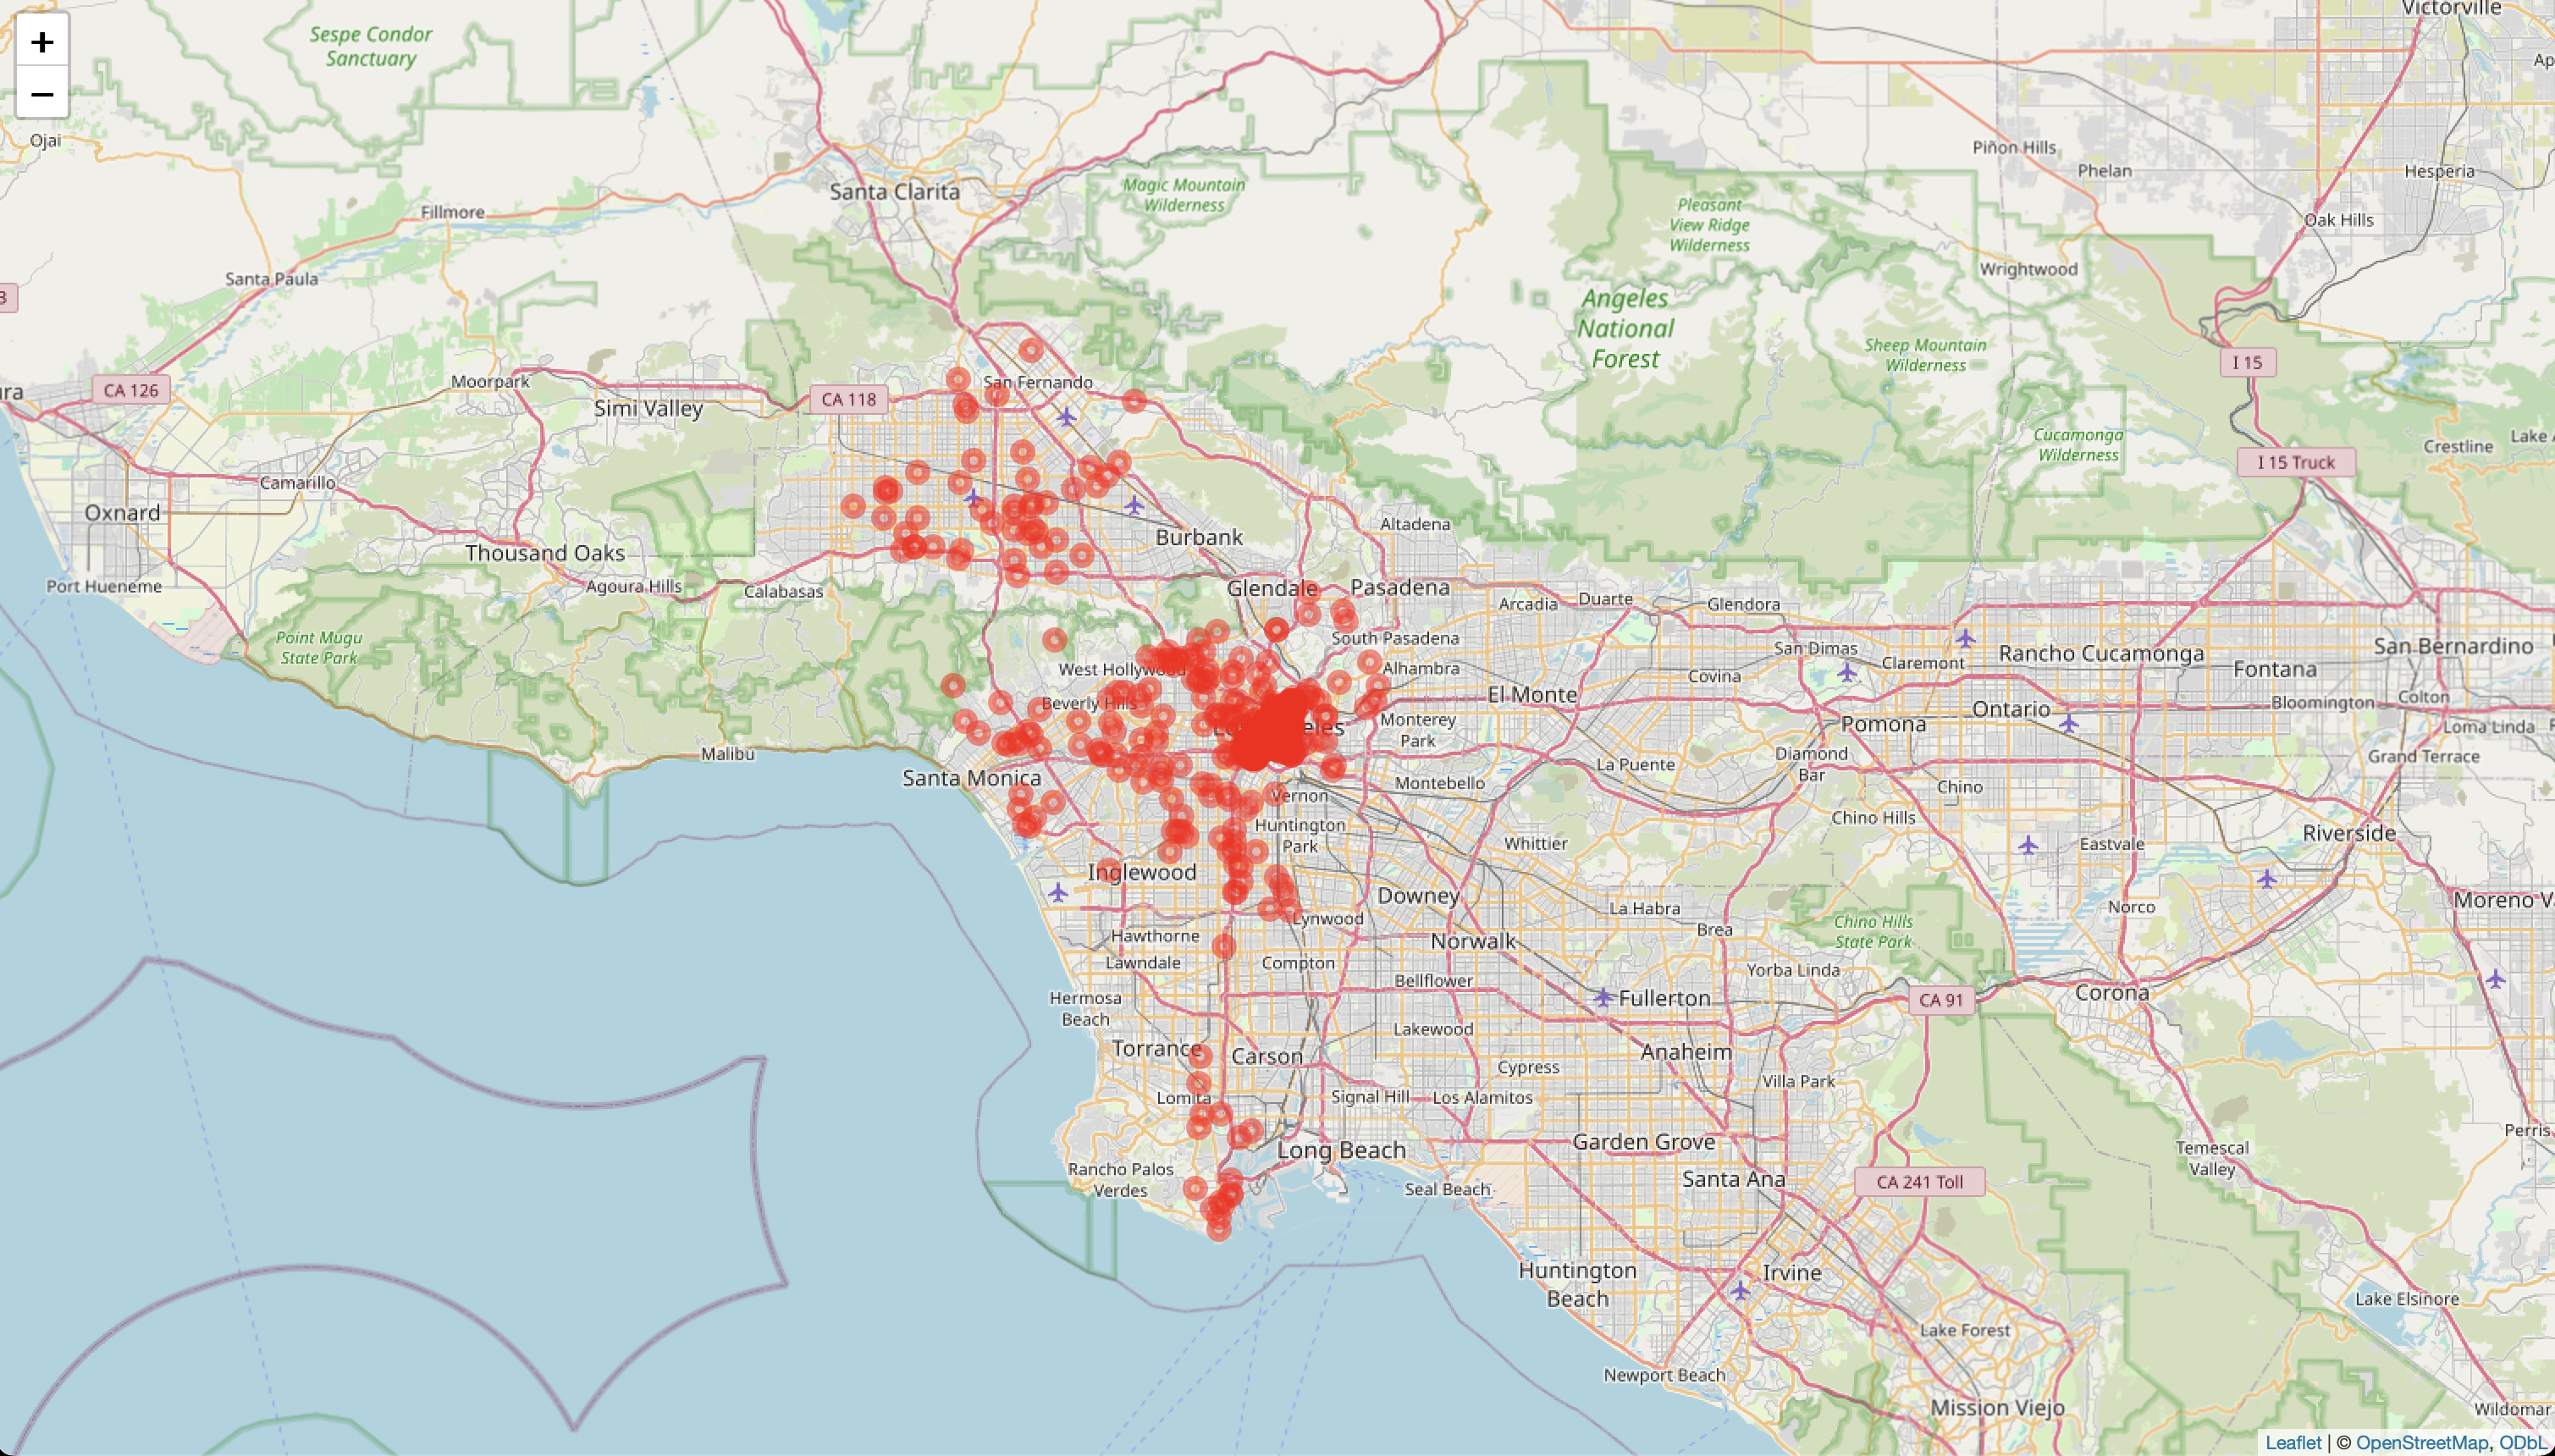 +
−
Sespe Condor
Sanctuary
Victorville
Ojai
Piñon Hills
Phelan
Hesperia
Santa Clarita
Magic Mountain
Wilderness
Fillmore
Pleasant
View Ridge
Wilderness
Oak Hills
Santa Paula
Wrightwood
Angeles
National
Forest
Sheep Mountain
Wilderness
I 15
CA 126
Moorpark
San Fernando
CA 118
Simi Valley
Cucamonga
Wilderness
Crestline
Lake
I 15 Truck
Camarillo
Oxnard
Altadena
Burbank
Thousand Oaks
Port Hueneme
Agoura Hills
Calabasas
Glendale
Pasadena
Arcadia
Duarte
Glendora
Point Mugu
State Park
South Pasadena
San Dimas
Claremont
Rancho Cucamonga
San Bernardino
West Hollywood
Alhambra
Covina
Fontana
El Monte
Beverly Hills
Colton
Bloomington
Ontario
Pomona
Monterey
Park
Loma Linda
eles
Malibu
Diamond
Bar
Grand Terrace
La Puente
Santa Monica
Montebello
Chino
Vernon
Huntington
Park
Chino Hills
Riverside
Whittier
Eastvale
Inglewood
Downey
La Habra
Norco
Moreno V
Lynwood
Chino Hills
State Park
Brea
Hawthorne
Norwalk
Lawndale
Compton
Yorba Linda
Bellflower
Hermosa
Beach
Fullerton
CA 91
Corona
Lakewood
Torrance
Carson
Anaheim
Cypress
Villa Park
Lomita
Signal Hill
Los Alamitos
Perris
Garden Grove
Long Beach
Temescal
Valley
Rancho Palos
Verdes
Santa Ana
CA 241 Toll
Seal Beach
Huntington
Beach
Irvine
Lake Elsinore
Lake Forest
Newport Beach
Mission Viejo
Wildomar
Leaflet | © OpenStreetMap, ODbL